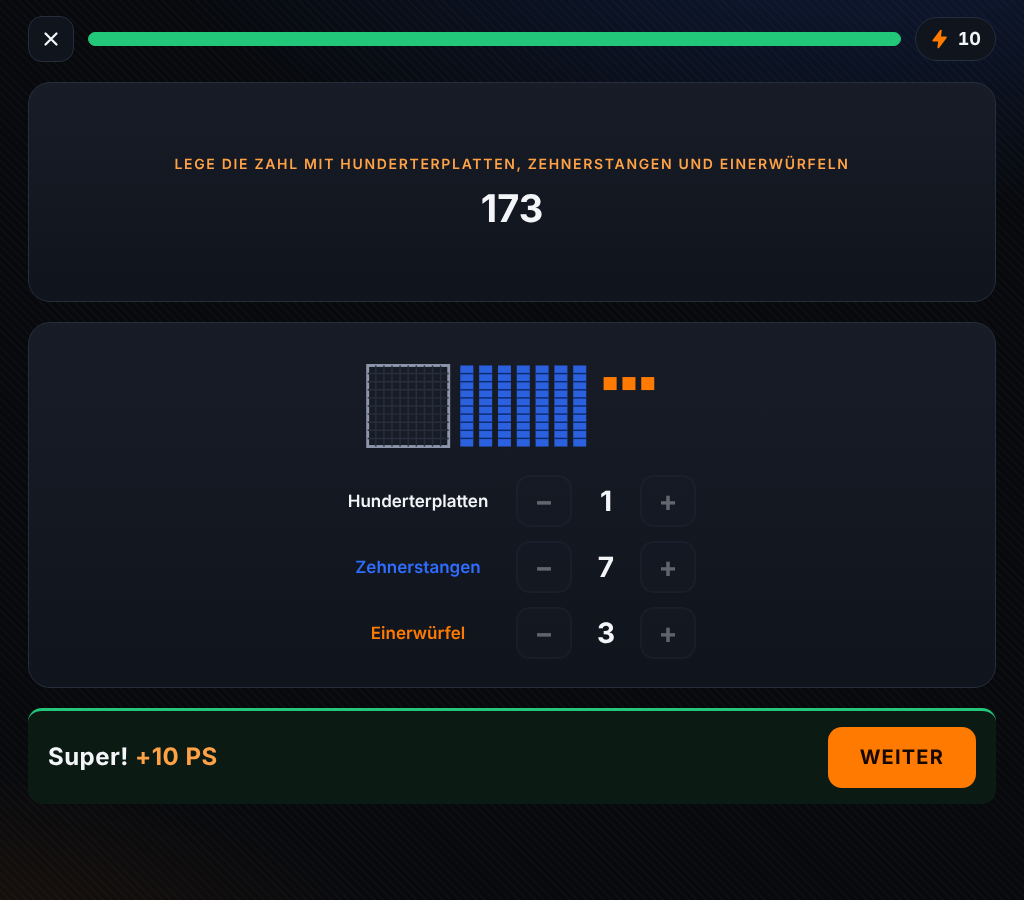 10
LEGE DIE ZAHL MIT HUNDERTERPLATTEN, ZEHNERSTANGEN UND EINERWÜRFELN
173
Hunderterplatten − 1 +
Zehnerstangen − 7 +
Einerwürfel − 3 +
Super! +10 PS
WEITER